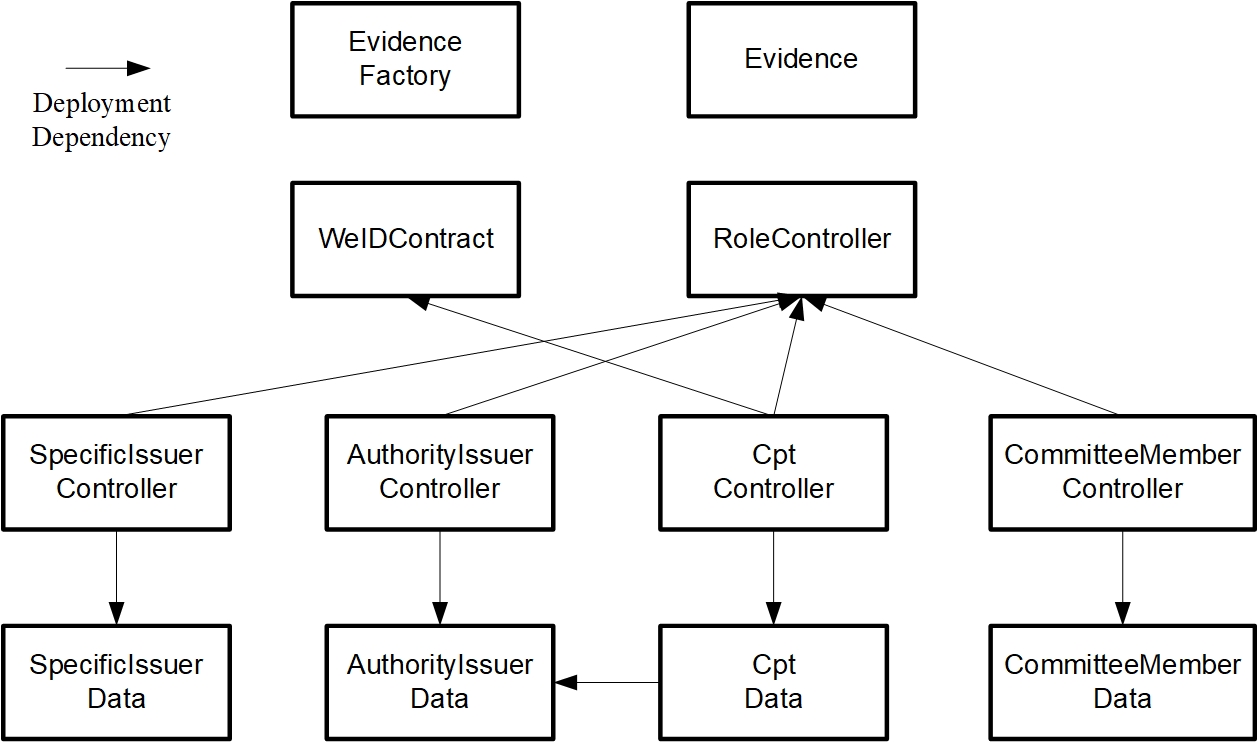 Evidence
Factory
Evidence
Deployment
Dependency
WeIDContract
RoleController
SpecificIssuer
Controller
AuthorityIssuer
Controller
Cpt
Controller
CommitteeMember
Controller
SpecificIssuer
Data
AuthorityIssuer
Data
Cpt
Data
CommitteeMember
Data